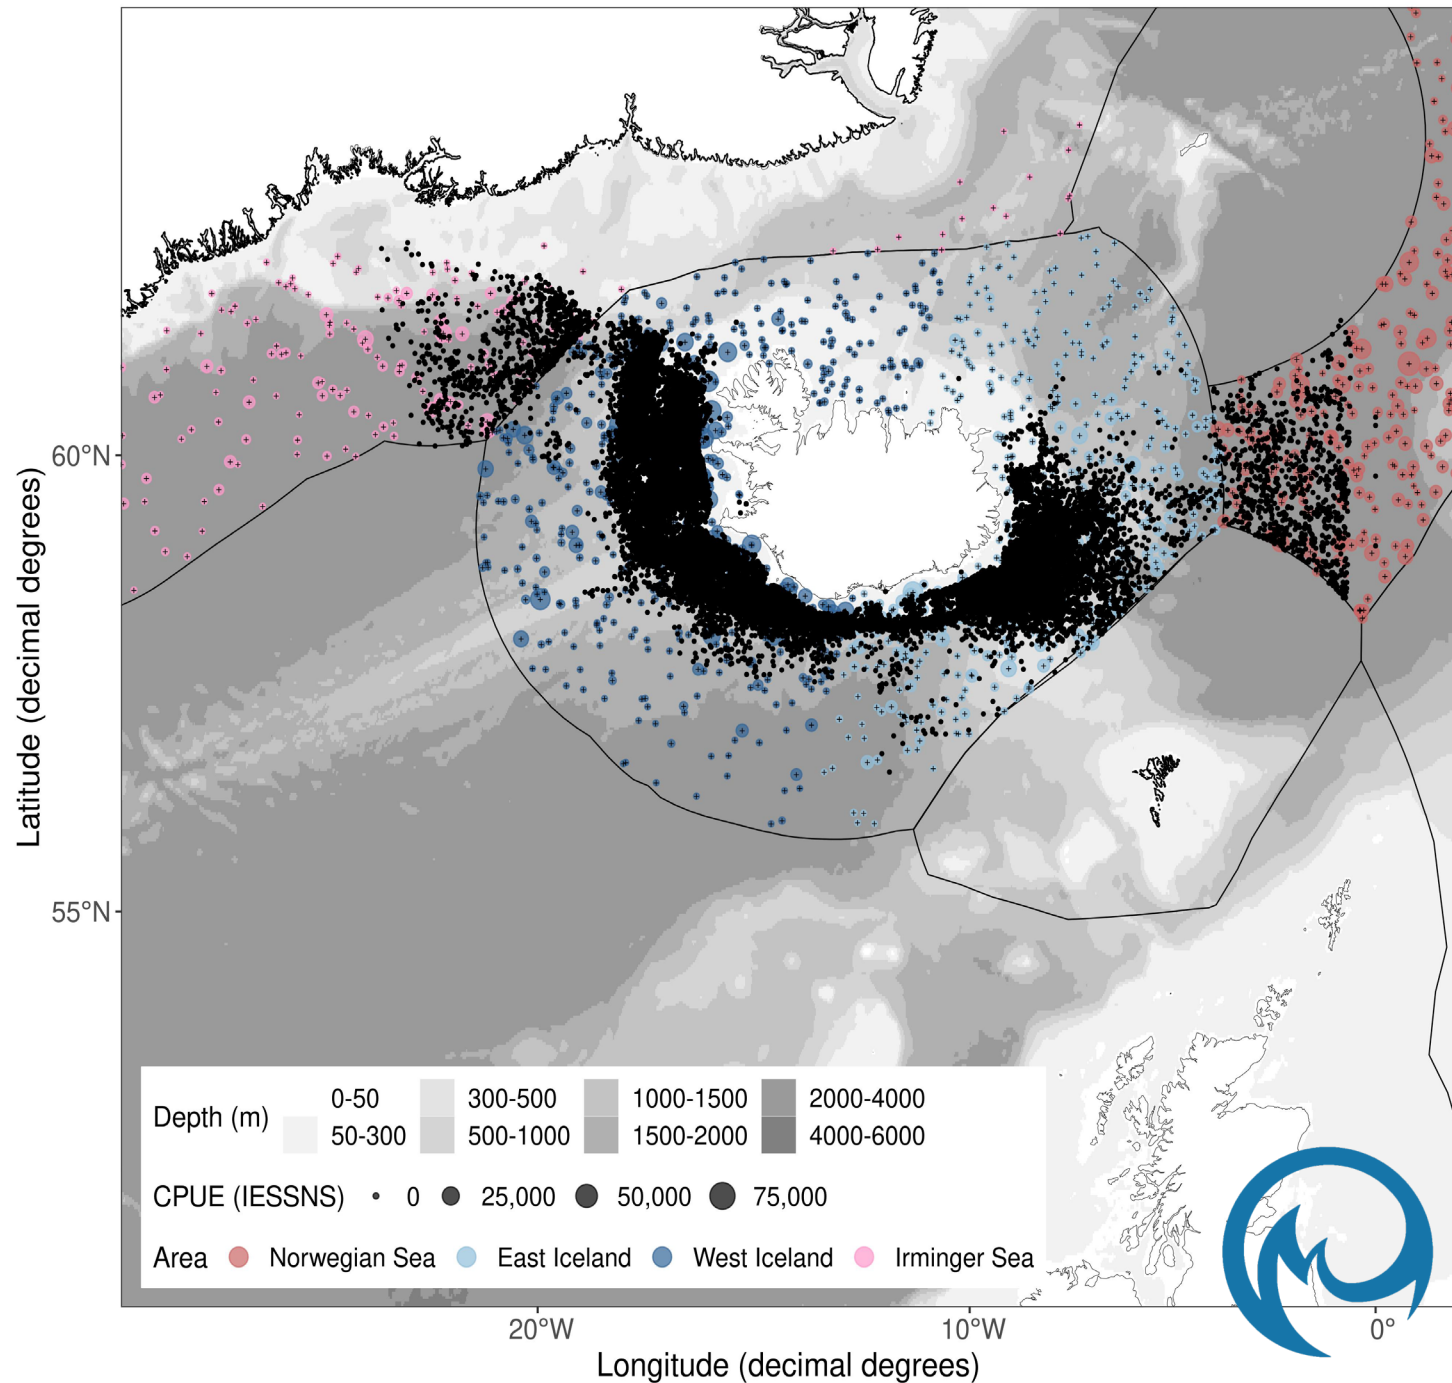 Latitude (decimal degrees)
60°N
55°N
Depth (m)
0-50 300-500 1000-1500 2000-4000
50-300 500-1000 1500-2000 4000-6000
CPUE (IESSNS) 0 25,000 50,000 75,000
Area Norwegian Sea East Iceland West Iceland Irminger Sea
20°W 10°W 0°
Longitude (decimal degrees)